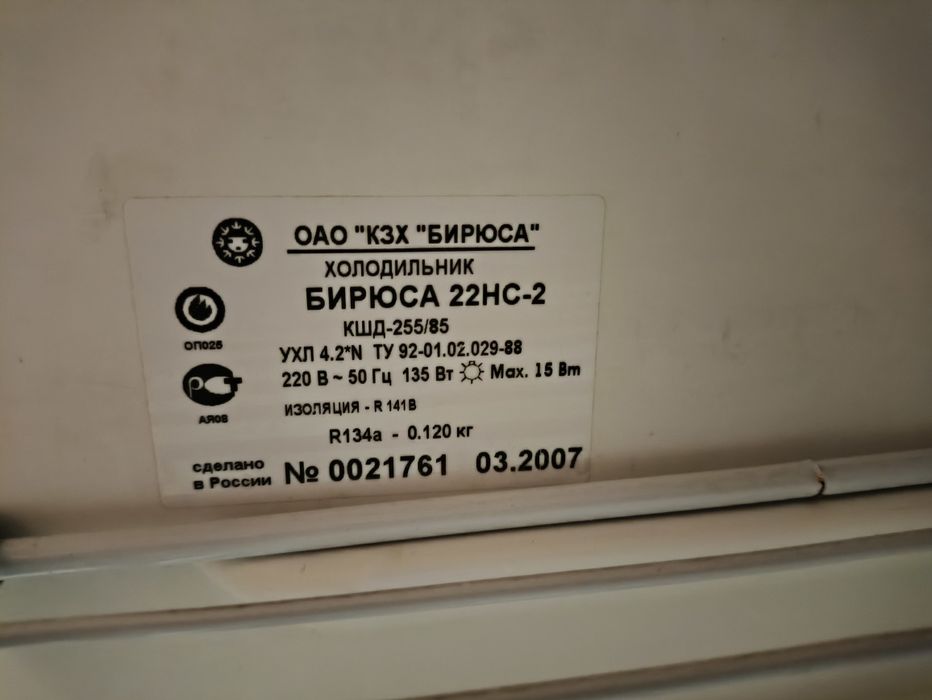 ОАО "КЗХ "БИРЮСА"
ХОЛОДИЛЬНИК
БИРЮСА 22НС-2
КШД-255/85
ОП025
УХЛ 4.2*N ТУ 92-01.02.029-88
220 В ~ 50 Гц 135 Вт Max. 15 Вт
РСТ
АЯ08
ИЗОЛЯЦИЯ - R 141В
R134a - 0.120 кг
сделано
в России
№ 0021761 03.2007